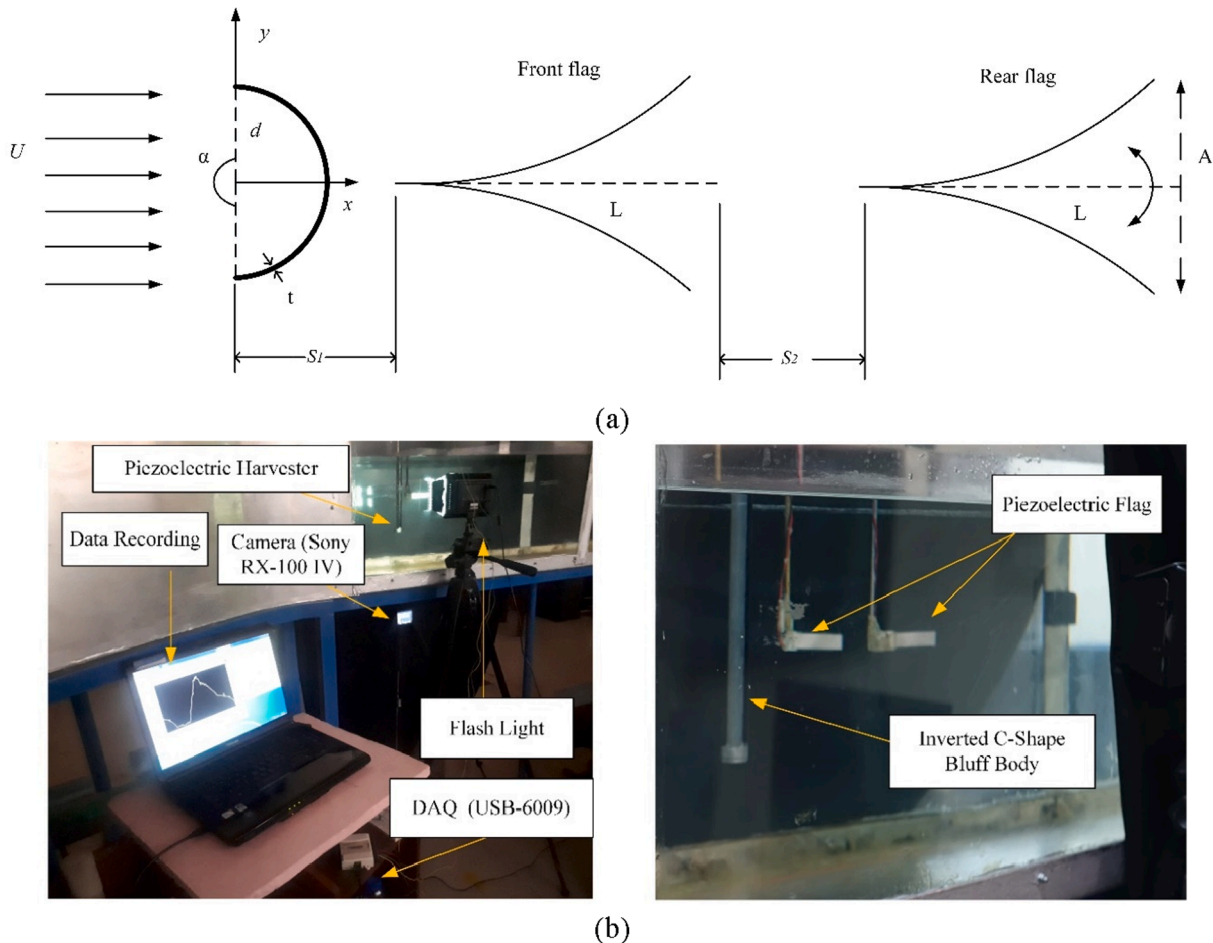 y
Front flag
Rear flag
d
U
α
A
x
L
L
t
S1
S2
(a)
Piezoelectric Harvester
Data Recording
Camera (Sony
RX-100 IV)
Flash Light
DAQ (USB-6009)
Piezoelectric Flag
Inverted C-Shape
Bluff Body
(b)